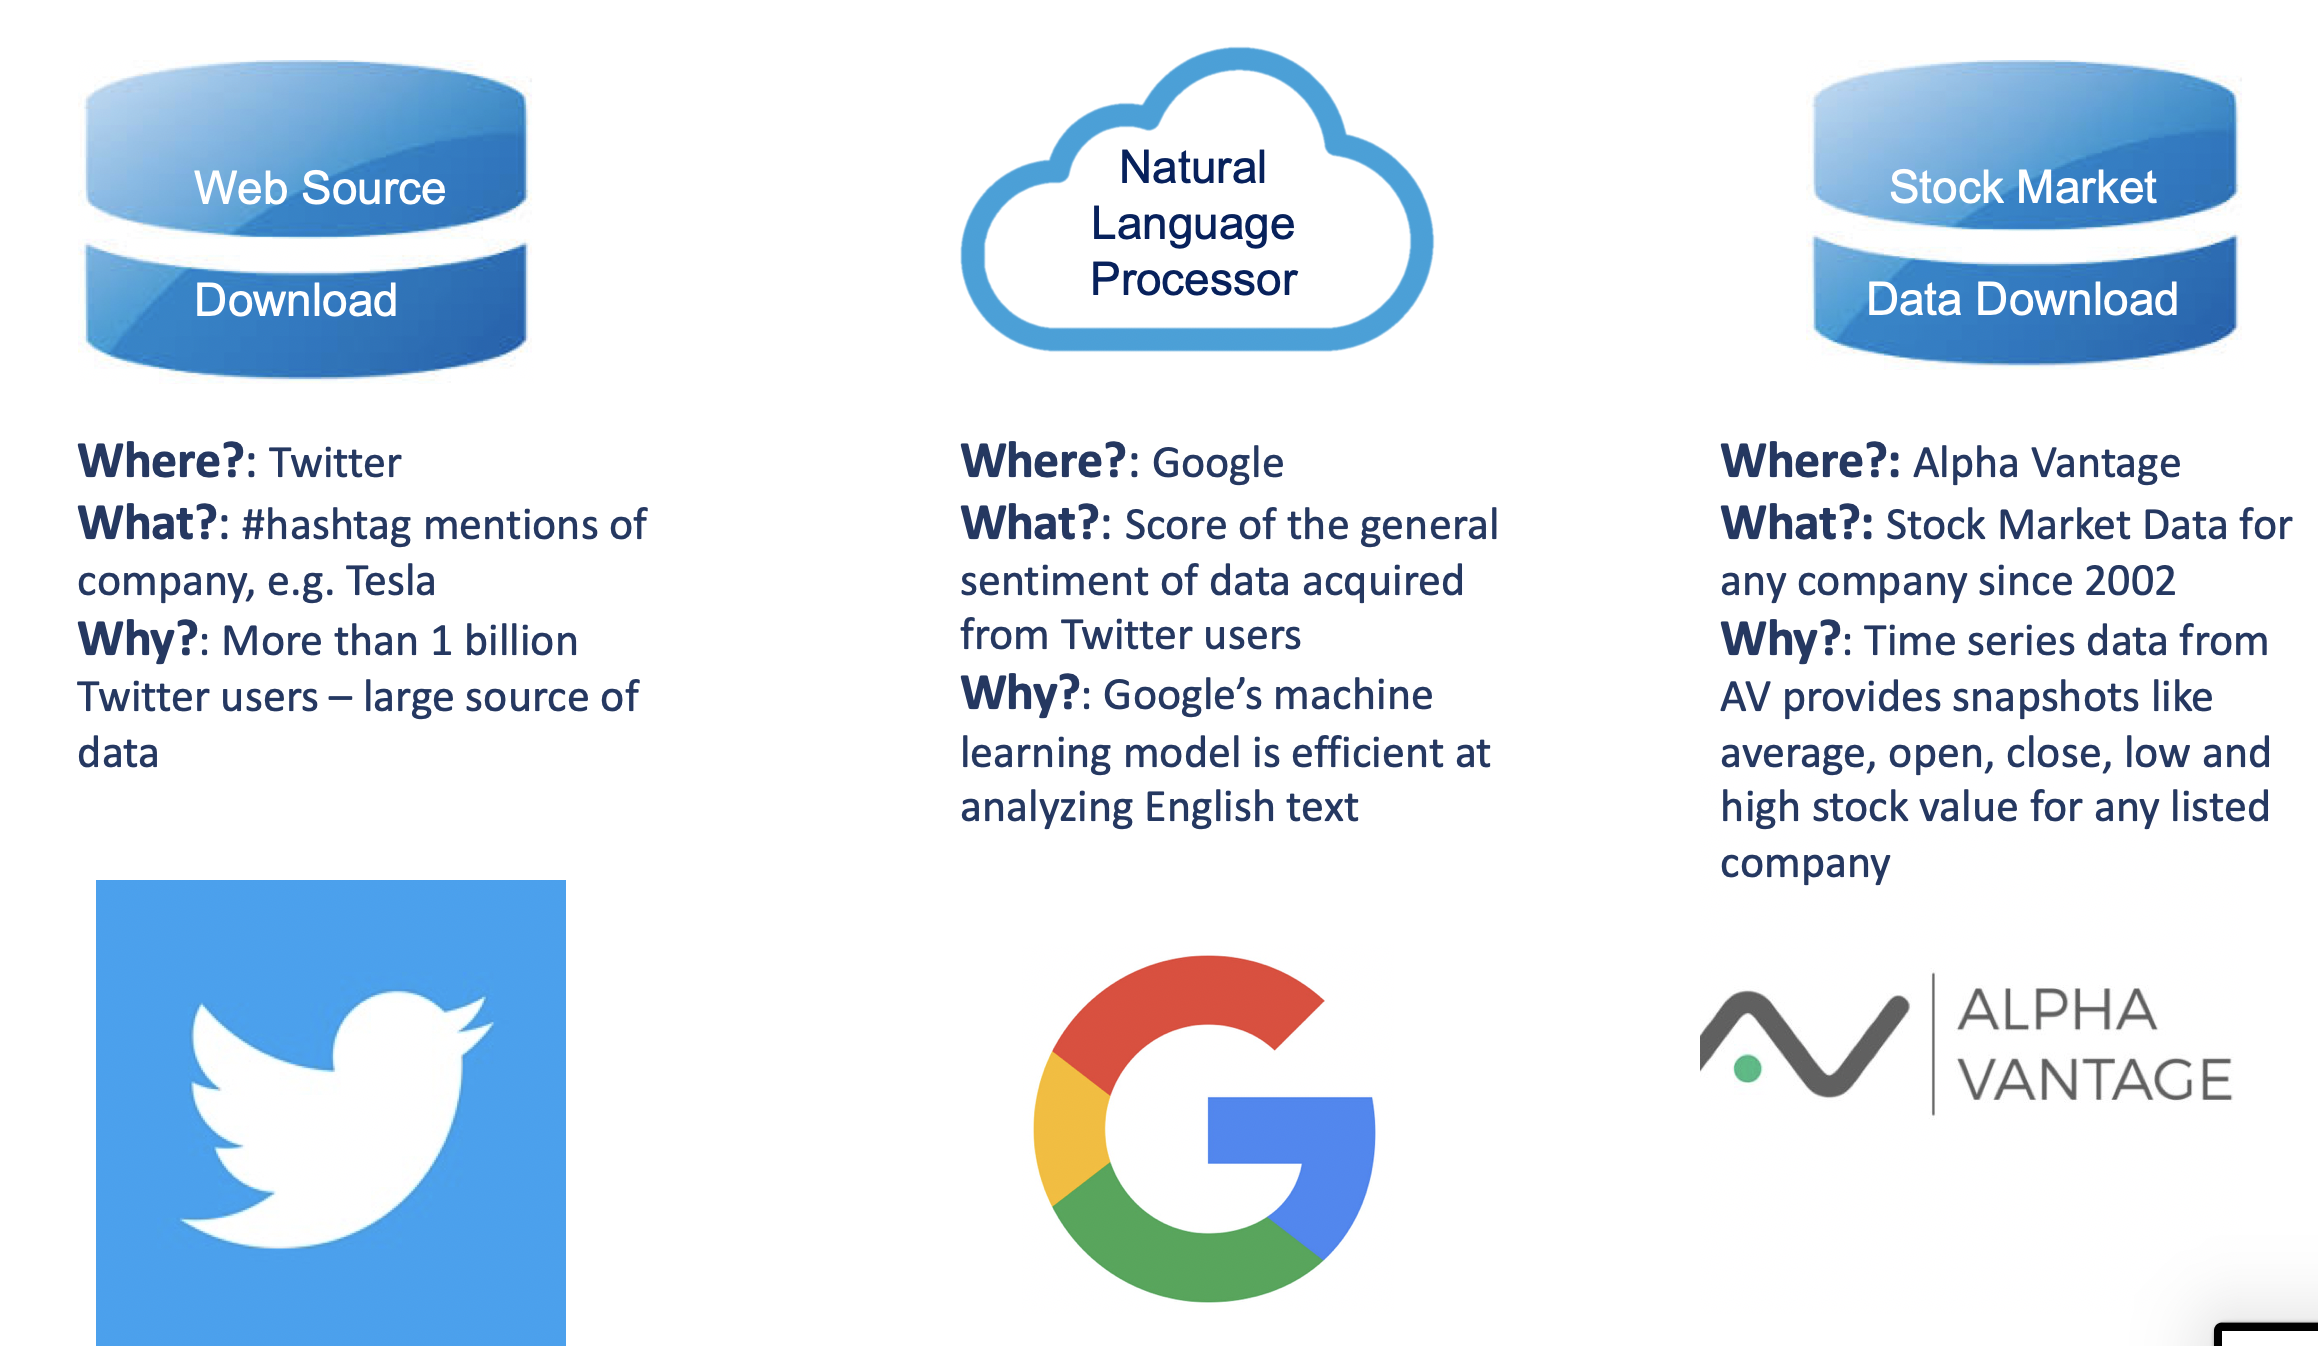 Web Source
Download
Natural
Language
Processor
Stock Market
Data Download
Where?: Twitter
What?: #hashtag mentions of
company, e.g. Tesla
Why?: More than 1 billion
Twitter users – large source of
data
Where?: Google
What?: Score of the general
sentiment of data acquired
from Twitter users
Why?: Google’s machine
learning model is efficient at
analyzing English text
Where?: Alpha Vantage
What?: Stock Market Data for
any company since 2002
Why?: Time series data from
AV provides snapshots like
average, open, close, low and
high stock value for any listed
company
ALPHA
VANTAGE